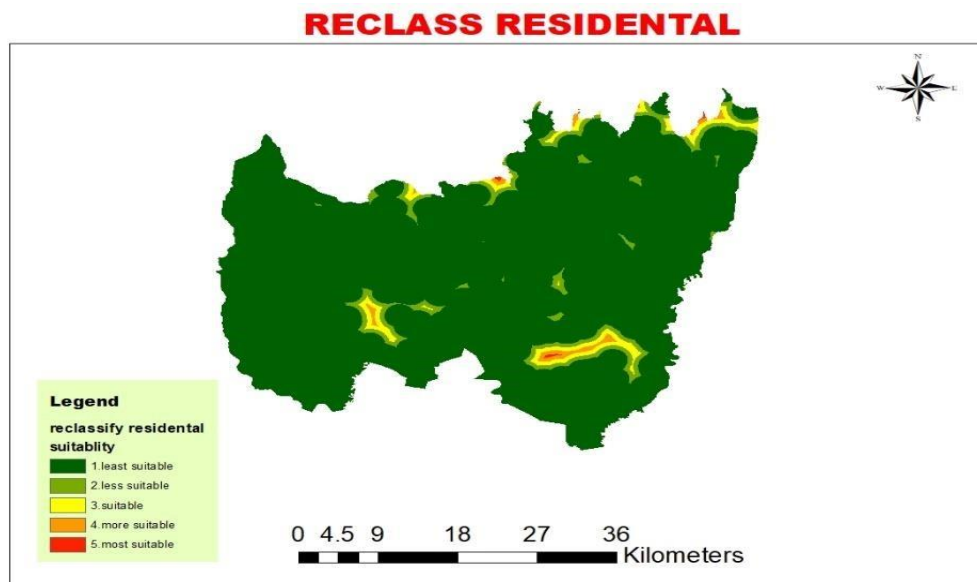 RECLASS RESIDENTAL
N
W E
S
Legend
reclassify residental
suitablity
1.least suitable
2.less suitable
3.suitable
4.more suitable
5.most suitable
0 4.5 9 18 27 36
Kilometers